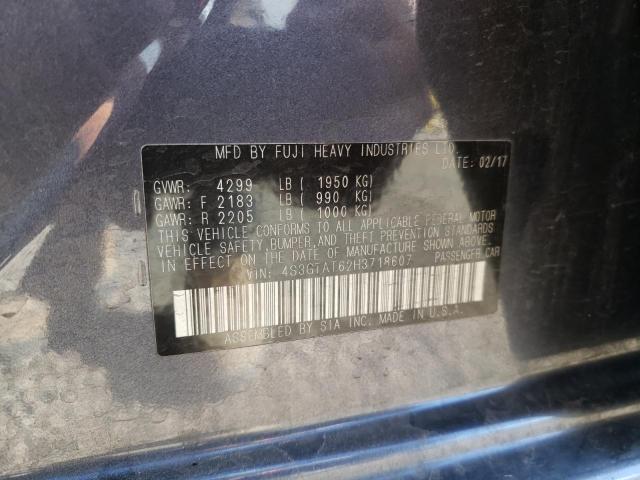 MFD BY FUJI HEAVY INDUSTRIES LTD.
DATE: 02/17
GVWR: 4299 LB ( 1950 KG)
GAWR: F 2183 LB ( 990 KG)
GAWR: R 2205 LB ( 1000 KG)
THIS VEHICLE CONFORMS TO ALL APPLICABLE FEDERAL MOTOR
VEHICLE SAFETY, BUMPER, AND THEFT PREVENTION STANDARDS
IN EFFECT ON THE DATE OF MANUFACTURE SHOWN ABOVE.
VIN: 4S3GTAT62H3718607 PASSENGER CAR
ASSEMBLED BY SIA INC. MADE IN U.S.A.